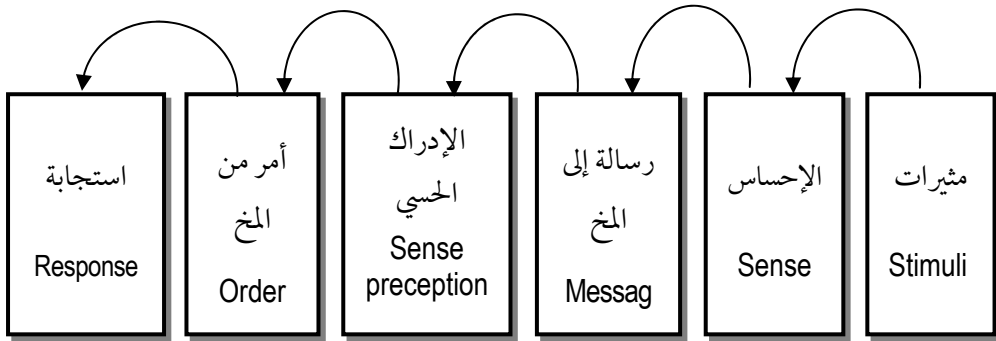 مثيرات
Stimuli
الإحساس
Sense
رسالة إلى
المخ
Messag
الإدراك
الحسي
Sense
preception
أمر من
المخ
Order
استجابة
Response